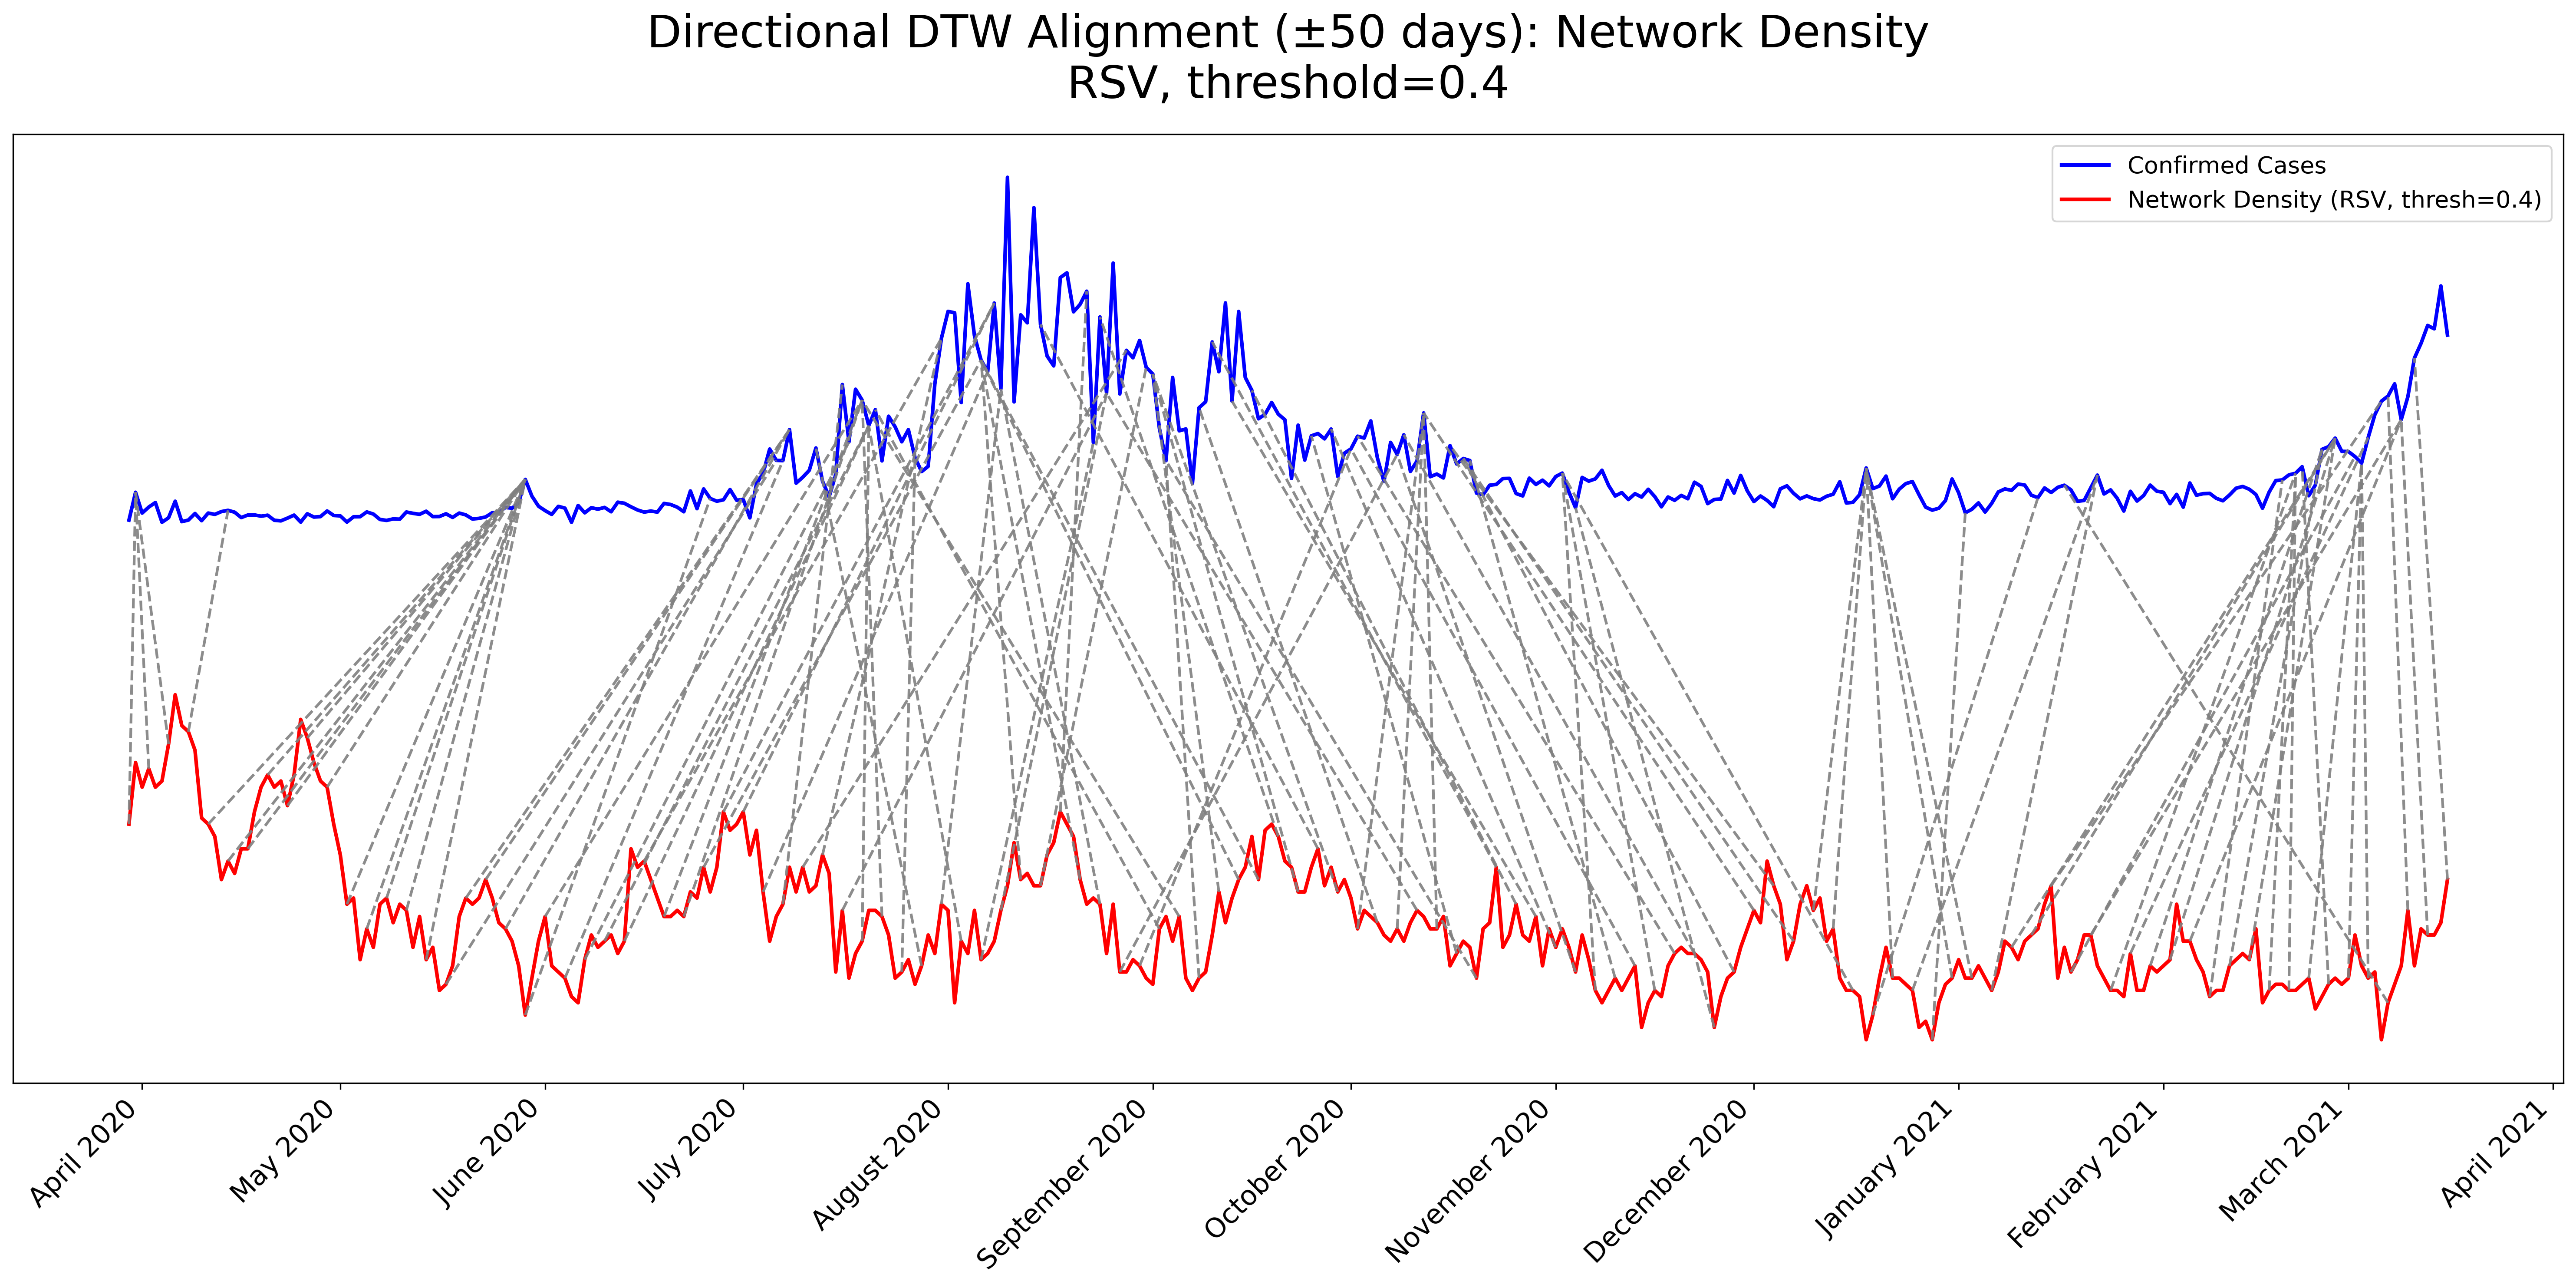 Directional DTW Alignment (±50 days): Network Density
RSV, threshold=0.4
Confirmed Cases
Network Density (RSV, thresh=0.4)
April 2020
May 2020
June 2020
July 2020
August 2020
September 2020
October 2020
November 2020
December 2020
January 2021
February 2021
March 2021
April 2021